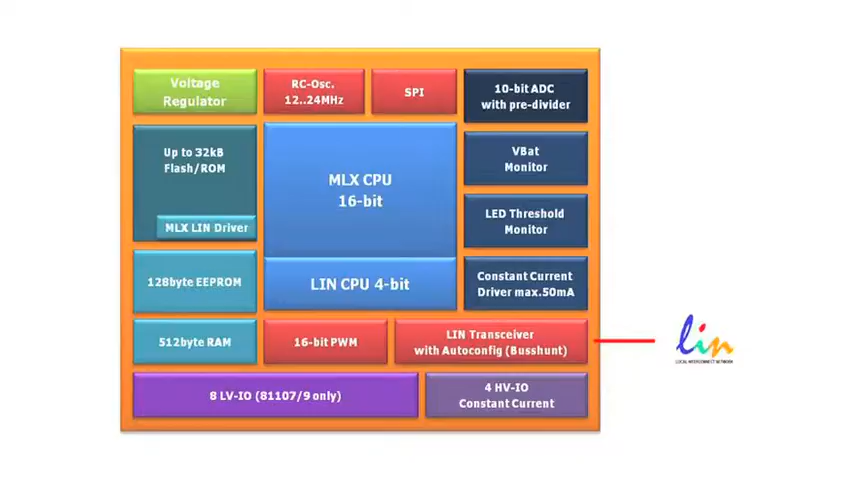 Voltage
Regulator
RC-Osc.
12..24MHz
SPI
10-bit ADC
with pre-divider
Up to 32kB
Flash/ROM
MLX LIN Driver
MLX CPU
16-bit
VBat
Monitor
LED Threshold
Monitor
128byte EEPROM
LIN CPU 4-bit
Constant Current
Driver max.50mA
512byte RAM
16-bit PWM
LIN Transceiver
with Autoconfig (Busshunt)
lin
LOCAL INTERCONNECT NETWORK
8 LV-IO (81107/9 only)
4 HV-IO
Constant Current